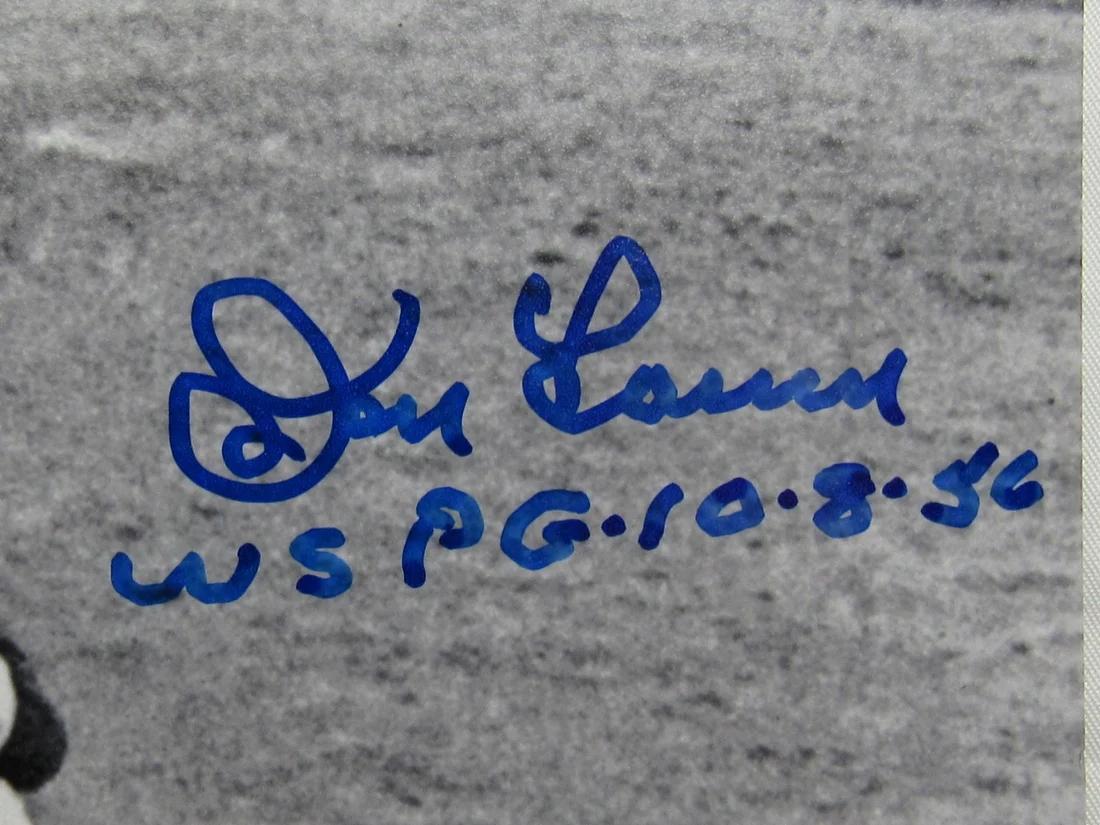 Don Larsen
WS PG·10·8·56